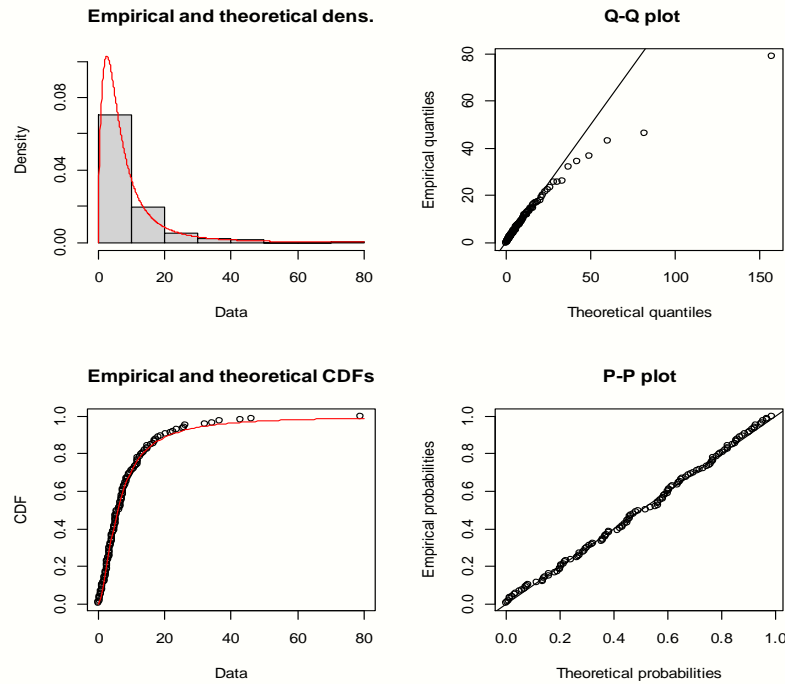 Empirical and theoretical dens.
Density
0.00 0.04 0.08
0 20 40 60 80
Data
Q-Q plot
Empirical quantiles
0 20 40 60 80
0 50 100 150
Theoretical quantiles
Empirical and theoretical CDFs
CDF
0.0 0.2 0.4 0.6 0.8 1.0
0 20 40 60 80
Data
P-P plot
Empirical probabilities
0.0 0.2 0.4 0.6 0.8 1.0
0.0 0.2 0.4 0.6 0.8 1.0
Theoretical probabilities